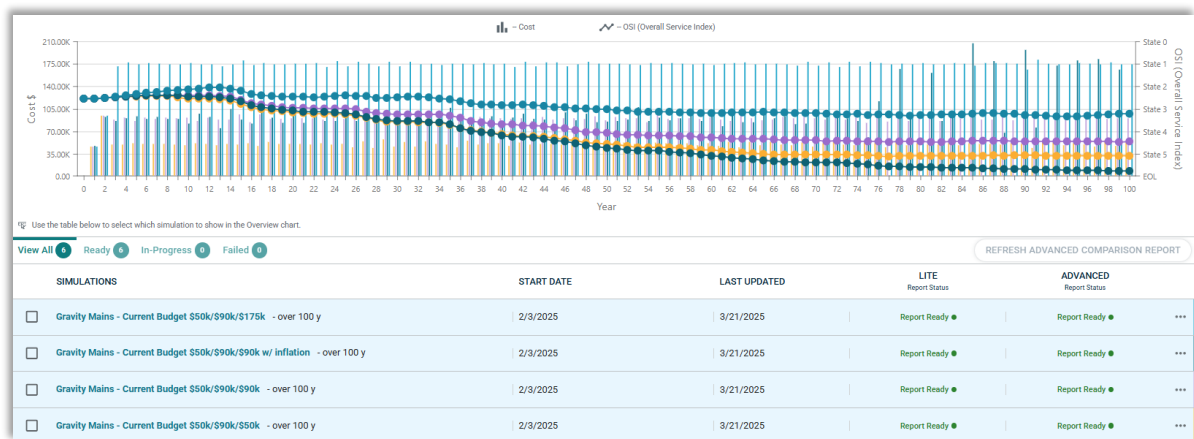 – Cost – OSI (Overall Service Index)
210.00K
175.00K
140.00K
105.00K
70.00K
35.00K
0.00
Cost $
State 0
State 1
State 2
State 3
State 4
State 5
EOL
OSI (Overall Service Index)
2 4 6 8 10 12 14 16 18 20 22 24 26 28 30 32 34 36 38 40 42 44 46 48 50 52 54 56 58 60 62 64 66 68 70 72 74 76 78 80 82 84 86 88 90 92 94 96 98 100
Year
Use the table below to select which simulation to show in the Overview chart.
View All 6 Ready 6 In-Progress 0 Failed 0 REFRESH ADVANCED COMPARISON REPORT
SIMULATIONS START DATE LAST UPDATED LITE ADVANCED
Report Status Report Status
Gravity Mains - Current Budget $50k/$90k/$175k - over 100 y 2/3/2025 3/21/2025 Report Ready Report Ready
Gravity Mains - Current Budget $50k/$90k/$90k w/ inflation - over 100 y 2/3/2025 3/21/2025 Report Ready Report Ready
Gravity Mains - Current Budget $50k/$90k/$90k - over 100 y 2/3/2025 3/21/2025 Report Ready Report Ready
Gravity Mains - Current Budget $50k/$90k/$50k - over 100 y 2/3/2025 3/21/2025 Report Ready Report Ready